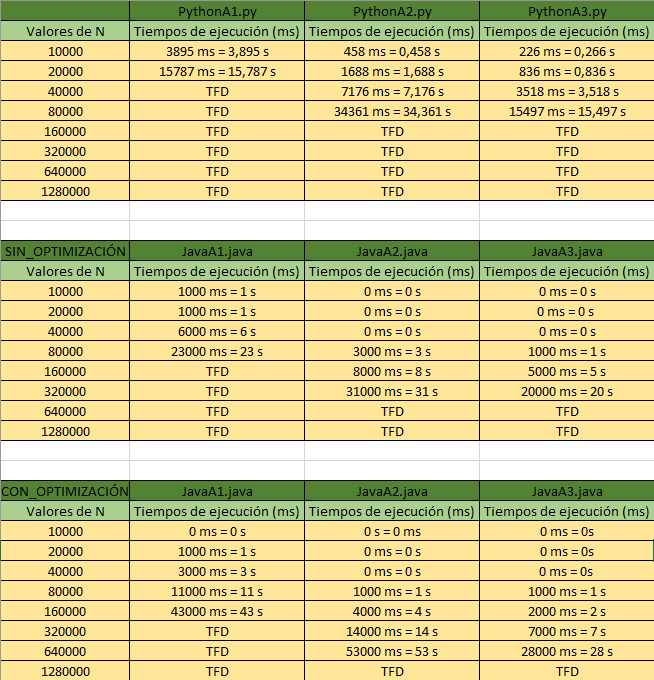 PythonA1.py PythonA2.py PythonA3.py
Valores de N Tiempos de ejecución (ms) Tiempos de ejecución (ms) Tiempos de ejecución (ms)
10000 3895 ms = 3,895 s 458 ms = 0,458 s 226 ms = 0,266 s
20000 15787 ms = 15,787 s 1688 ms = 1,688 s 836 ms = 0,836 s
40000 TFD 7176 ms = 7,176 s 3518 ms = 3,518 s
80000 TFD 34361 ms = 34,361 s 15497 ms = 15,497 s
160000 TFD TFD TFD
320000 TFD TFD TFD
640000 TFD TFD TFD
1280000 TFD TFD TFD
SIN_OPTIMIZACIÓN JavaA1.java JavaA2.java JavaA3.java
Valores de N Tiempos de ejecución (ms) Tiempos de ejecución (ms) Tiempos de ejecución (ms)
10000 1000 ms = 1 s 0 ms = 0 s 0 ms = 0 s
20000 1000 ms = 1 s 0 ms = 0 s 0 ms = 0 s
40000 6000 ms = 6 s 0 ms = 0 s 0 ms = 0 s
80000 23000 ms = 23 s 3000 ms = 3 s 1000 ms = 1 s
160000 TFD 8000 ms = 8 s 5000 ms = 5 s
320000 TFD 31000 ms = 31 s 20000 ms = 20 s
640000 TFD TFD TFD
1280000 TFD TFD TFD
CON_OPTIMIZACIÓN JavaA1.java JavaA2.java JavaA3.java
Valores de N Tiempos de ejecución (ms) Tiempos de ejecución (ms) Tiempos de ejecución (ms)
10000 0 ms = 0 s 0 s = 0 ms 0 ms = 0s
20000 1000 ms = 1 s 0 ms = 0 s 0 ms = 0s
40000 3000 ms = 3 s 0 ms = 0 s 0 ms = 0s
80000 11000 ms = 11 s 1000 ms = 1 s 1000 ms = 1 s
160000 43000 ms = 43 s 4000 ms = 4 s 2000 ms = 2 s
320000 TFD 14000 ms = 14 s 7000 ms = 7 s
640000 TFD 53000 ms = 53 s 28000 ms = 28 s
1280000 TFD TFD TFD